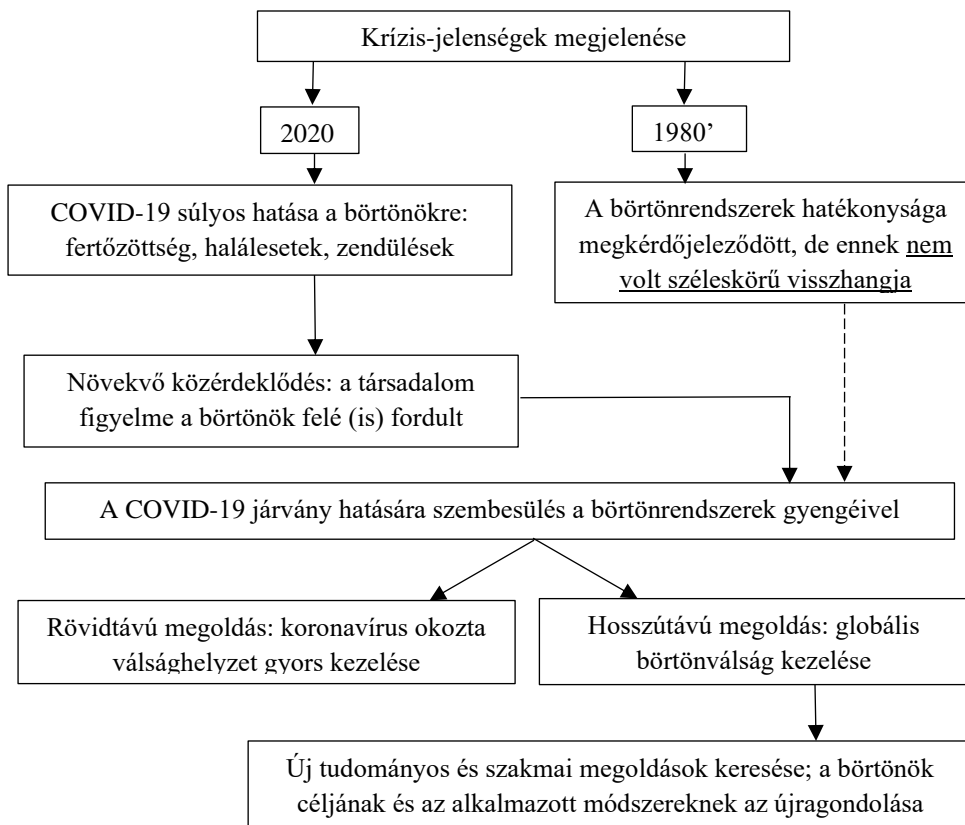 Krízis-jelenségek megjelenése
2020
1980’
COVID-19 súlyos hatása a börtönökre:
fertőzöttség, halálesetek, zendülések
A börtönrendszerek hatékonysága
megkérdőjeleződött, de ennek nem
volt széleskörű visszhangja
Növekvő közérdeklődés: a társadalom
figyelme a börtönök felé (is) fordult
A COVID-19 járvány hatására szembesülés a börtönrendszerek gyengéivel
Rövidtávú megoldás: koronavírus okozta
válsághelyzet gyors kezelése
Hosszútávú megoldás: globális
börtönválság kezelése
Új tudományos és szakmai megoldások keresése; a börtönök
céljának és az alkalmazott módszereknek az újragondolása